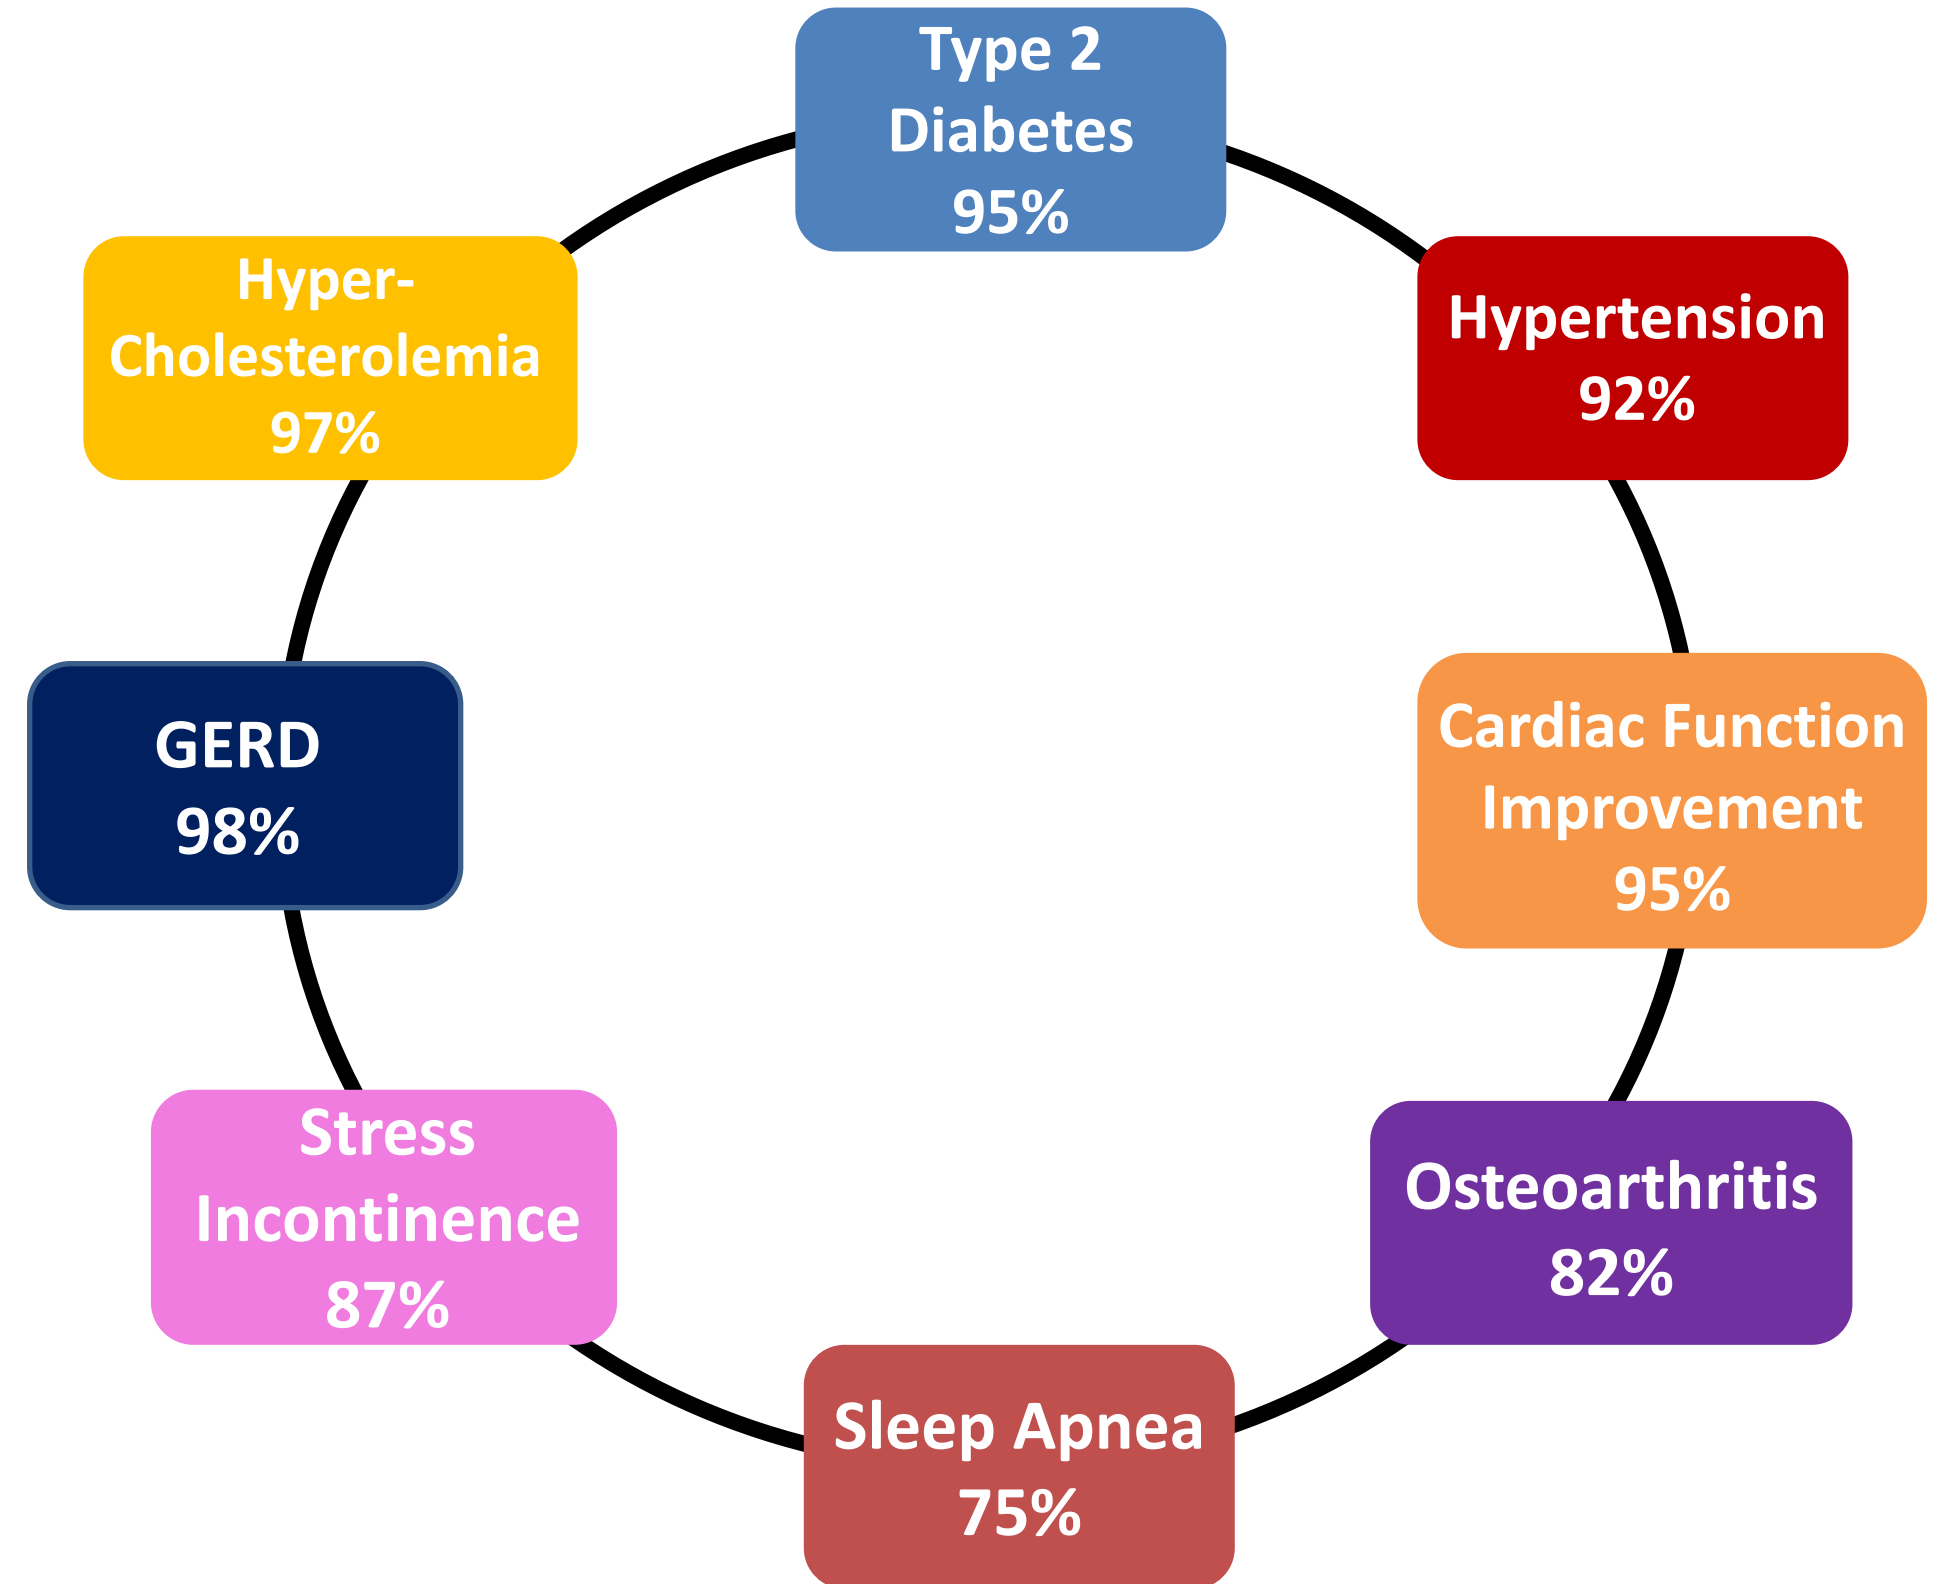 Type 2
Diabetes
95%
Hypertension
92%
Cardiac Function
Improvement
95%
Osteoarthritis
82%
Sleep Apnea
75%
Stress
Incontinence
87%
GERD
98%
Hyper-
Cholesterolemia
97%